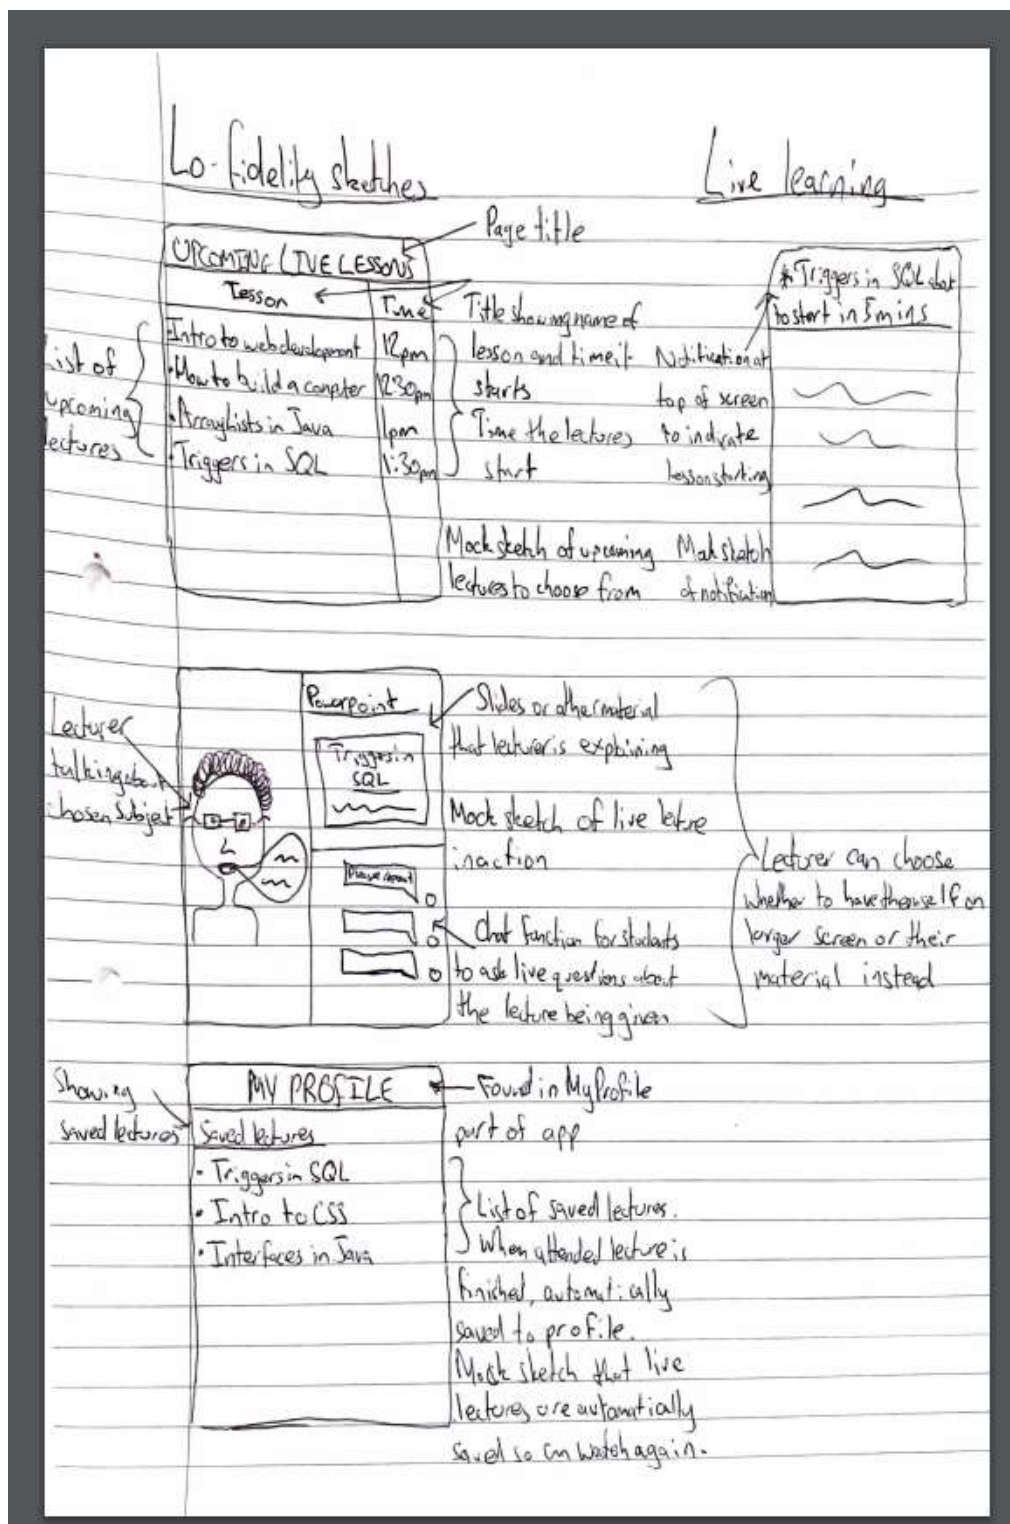 Lo-fidelity sketches
Live learning
Page title
UPCOMING LIVE LESSONS
Lesson
Time
• Intro to web development 12pm
• How to build a computer 12:30pm
• Arraylists in Java 1pm
• Triggers in SQL 1:30pm
List of
upcoming
lectures
Title showing name of
lesson and time it
starts
Time the lectures
start
Mock sketch of upcoming
lectures to choose from
Notification at
top of screen
to indicate
lesson starting
Mock sketch
of notification
* Triggers in SQL
to start in 5 mins
Lecturer
talking about
chosen subject
Powerpoint
Triggers in
SQL
Please repeat
Slides or other material
that lecturer is explaining
Mock sketch of live lecture
in action
Chat function for students
to ask live questions about
the lecture being given
Lecturer can choose
whether to have themself on
larger screen or their
material instead
Showing
saved lectures
MY PROFILE
Saved lectures
• Triggers in SQL
• Intro to CSS
• Interfaces in Java
Found in My Profile
part of app
List of saved lectures.
When attended lecture is
finished, automatically
saved to profile.
Mock sketch that live
lectures are automatically
saved so can watch again.